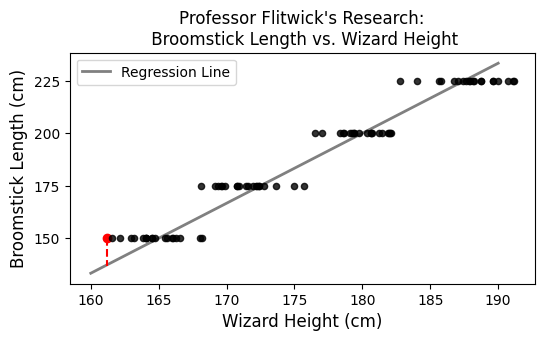 Professor Flitwick's Research:
Broomstick Length vs. Wizard Height
Regression Line
Broomstick Length (cm)
225
200
175
150
160
165
170
175
180
185
190
Wizard Height (cm)